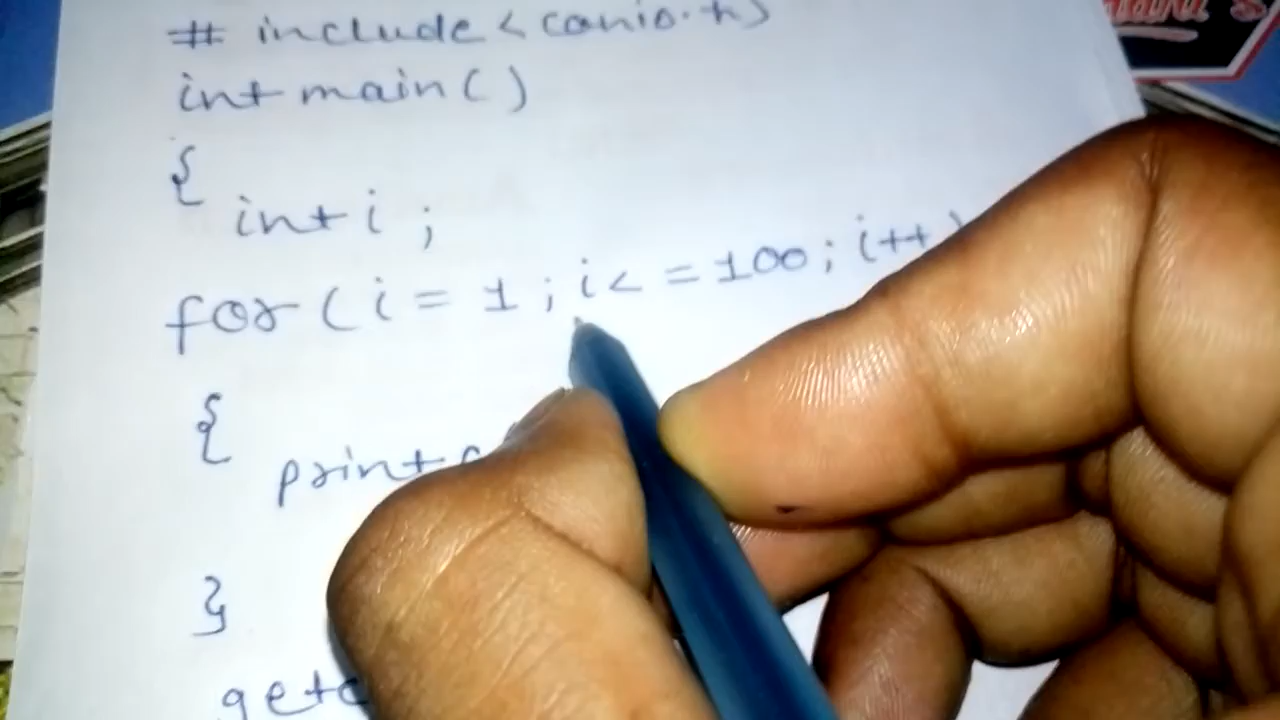 # include < conio.h>
int main ( )
{
int i ;
for ( i = 1 ; i < = 100 ; i ++ )
{
printf
}
getc